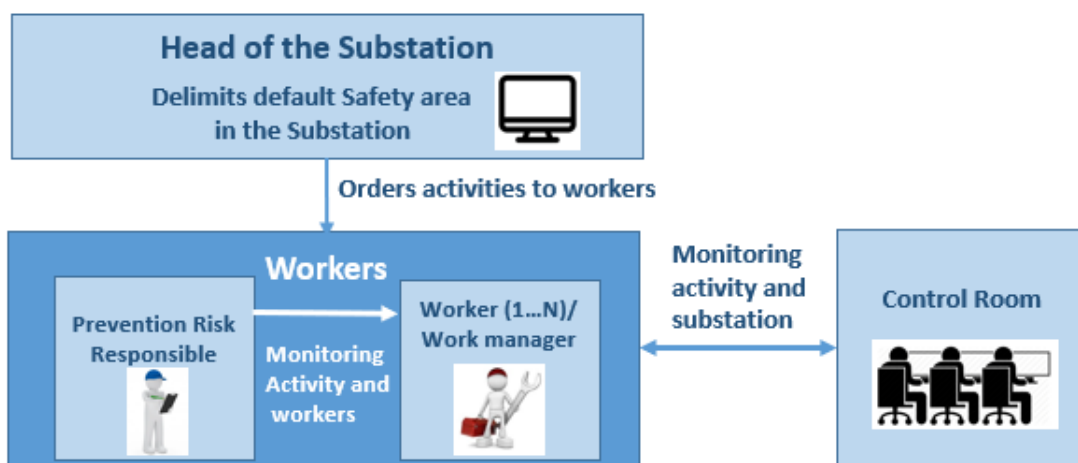 Head of the Substation
Delimits default Safety area
in the Substation
Orders activities to workers
Workers
Prevention Risk
Responsible
Monitoring
Activity and
workers
Worker (1...N)/
Work manager
Monitoring
activity and
substation
Control Room